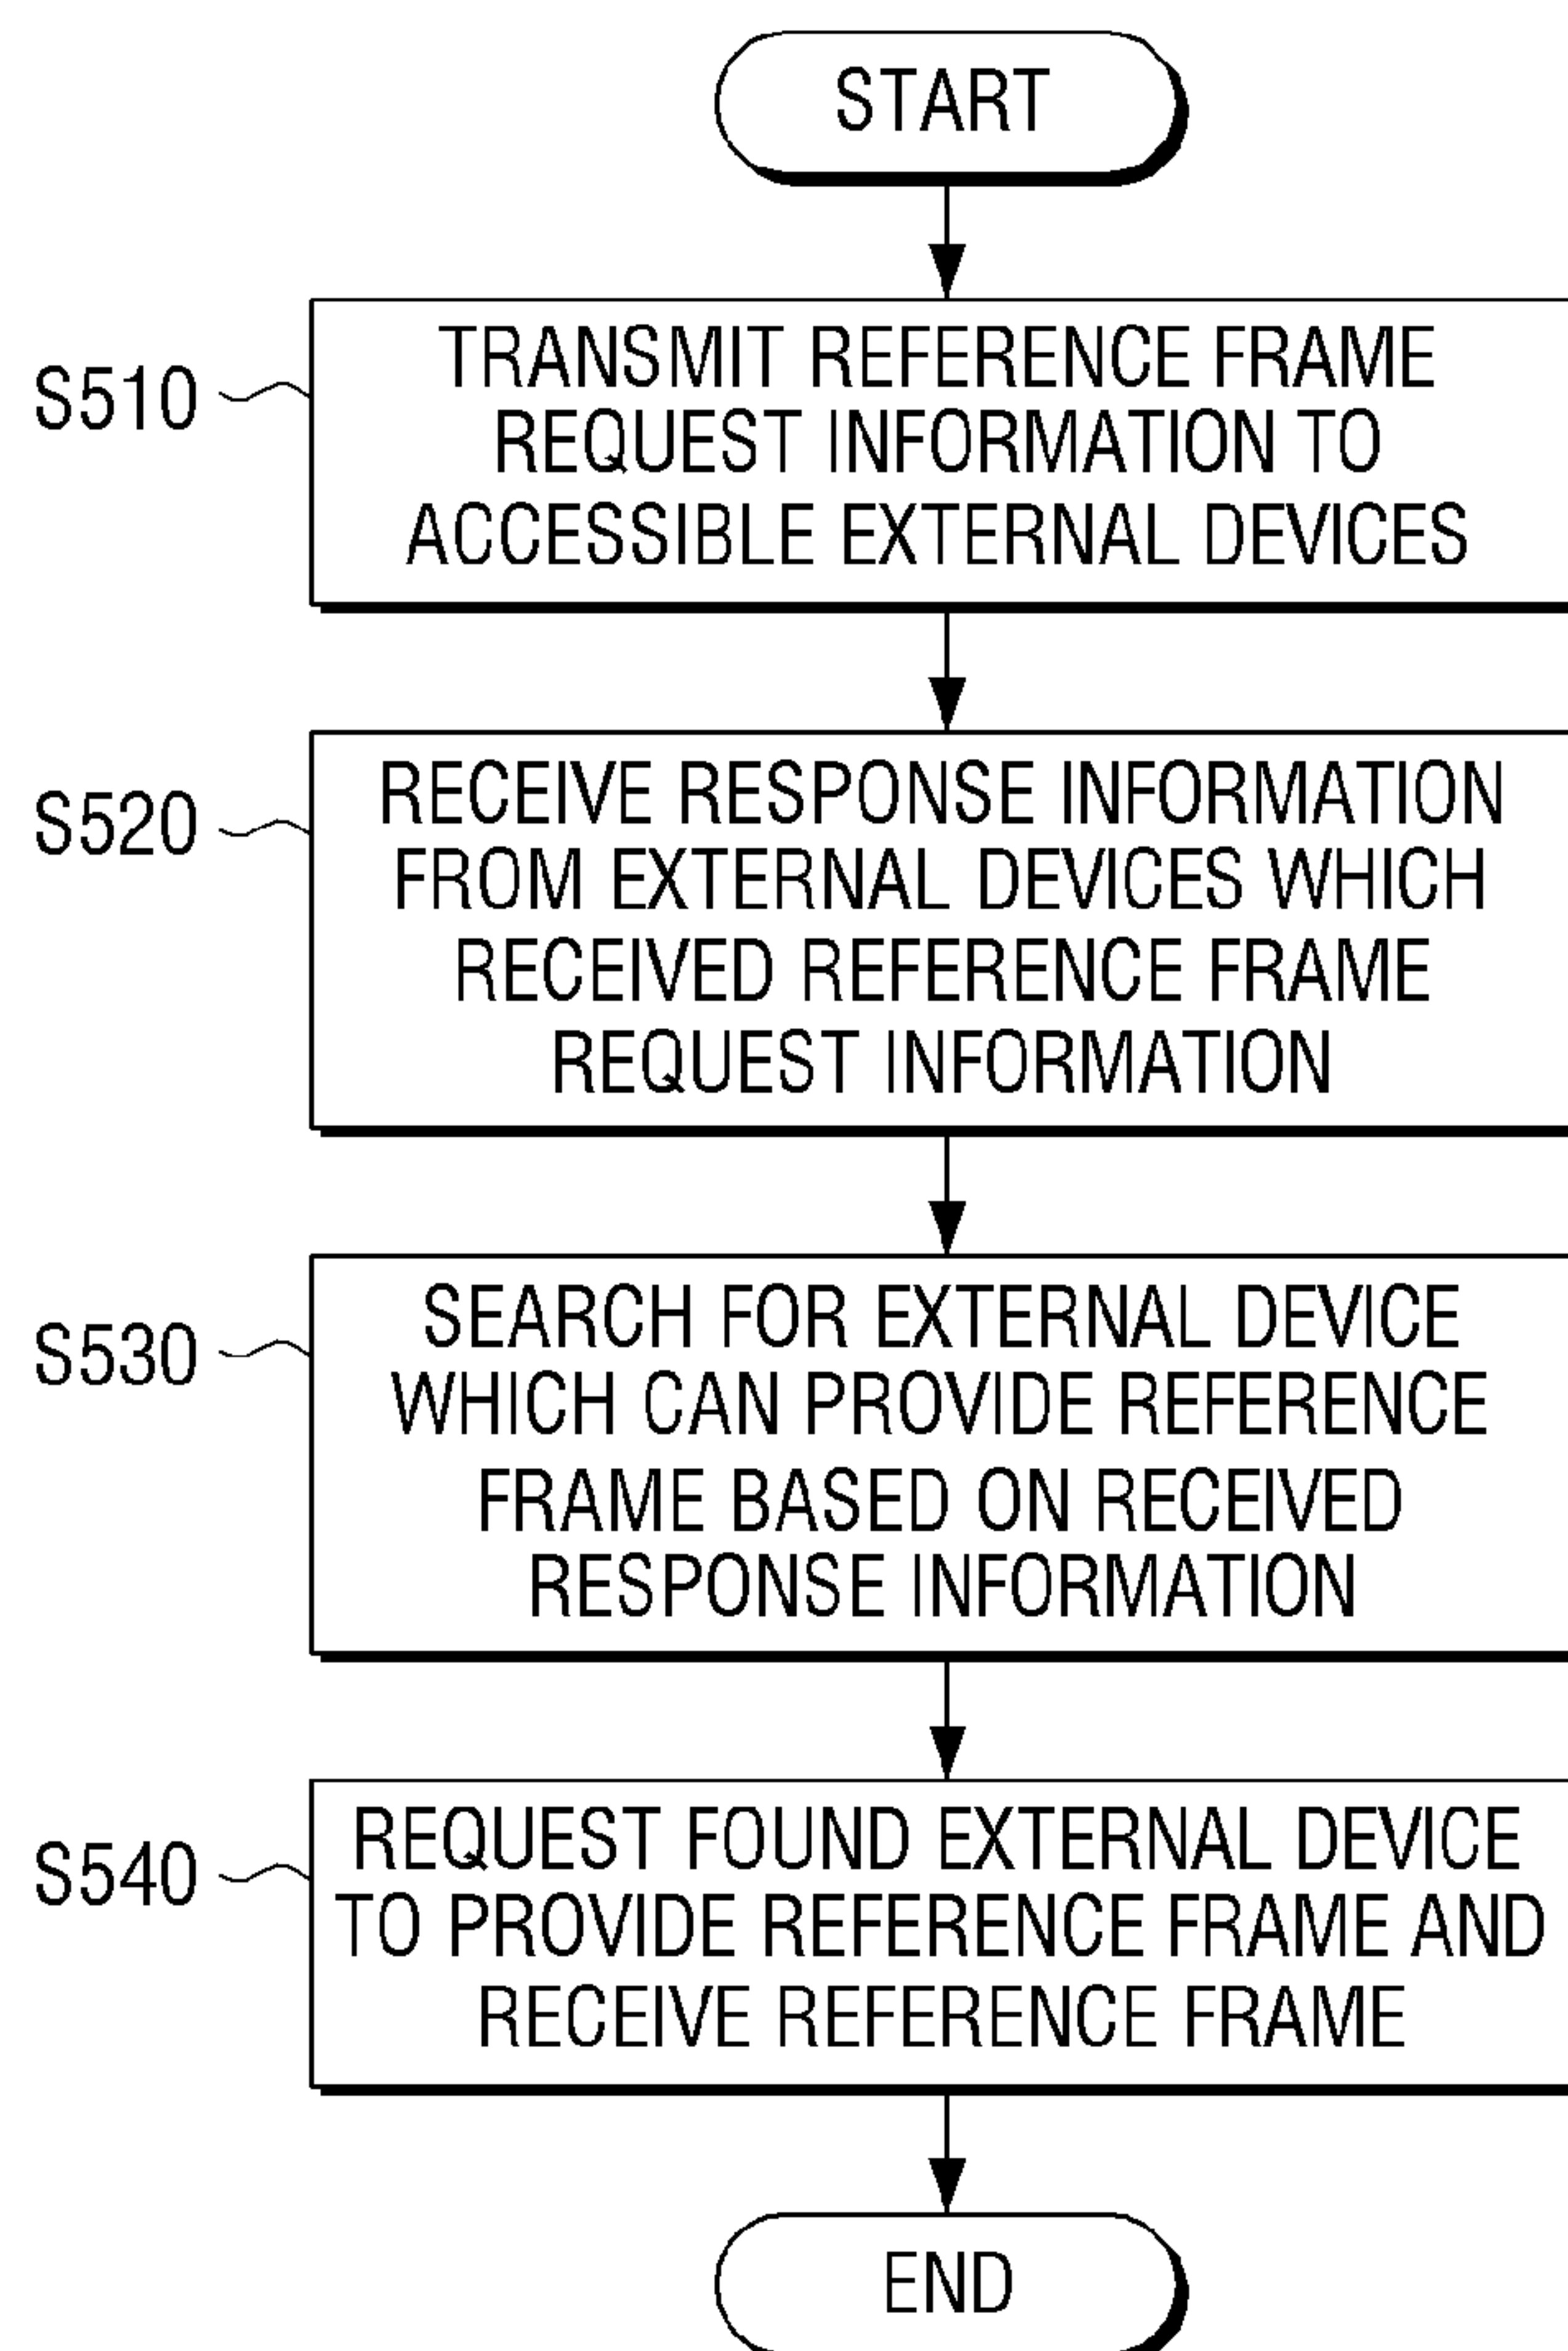 START
S510
TRANSMIT REFERENCE FRAME
REQUEST INFORMATION TO
ACCESSIBLE EXTERNAL DEVICES
S520
RECEIVE RESPONSE INFORMATION
FROM EXTERNAL DEVICES WHICH
RECEIVED REFERENCE FRAME
REQUEST INFORMATION
S530
SEARCH FOR EXTERNAL DEVICE
WHICH CAN PROVIDE REFERENCE
FRAME BASED ON RECEIVED
RESPONSE INFORMATION
S540
REQUEST FOUND EXTERNAL DEVICE
TO PROVIDE REFERENCE FRAME AND
RECEIVE REFERENCE FRAME
END